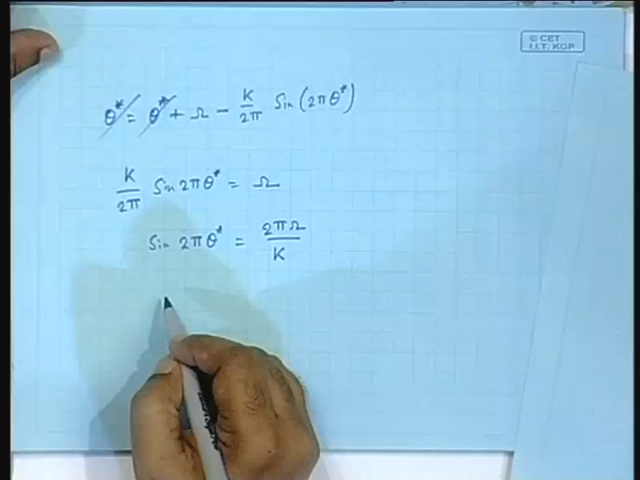 © CET
I.I.T. KGP
θ* = θ* + Ω - K/2π Sin(2πθ*)
K/2π Sin 2πθ* = Ω
Sin 2πθ* = 2πΩ/K